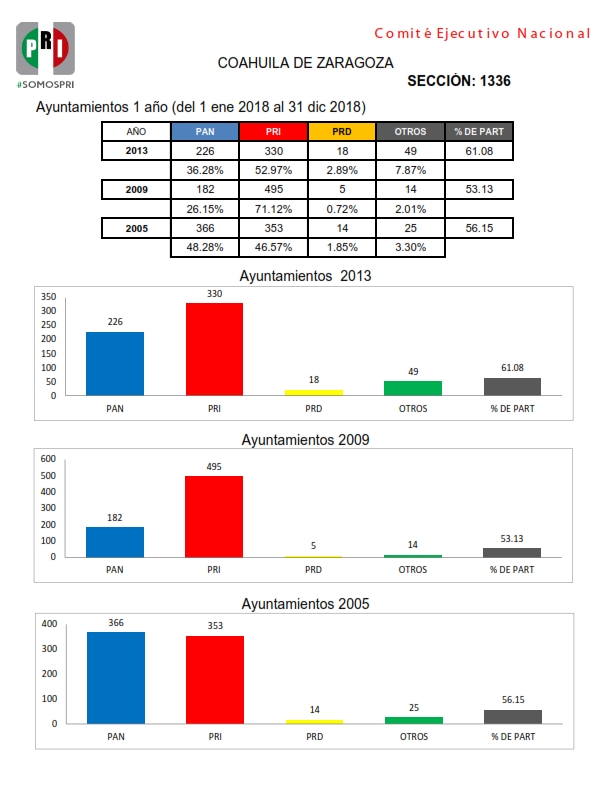 Comité Ejecutivo Nacional
PRI
#SOMOSPRI
COAHUILA DE ZARAGOZA
SECCIÓN: 1336
Ayuntamientos 1 año (del 1 ene 2018 al 31 dic 2018)
AÑO PAN PRI PRD OTROS % DE PART
2013 226 330 18 49 61.08
36.28% 52.97% 2.89% 7.87%
2009 182 495 5 14 53.13
26.15% 71.12% 0.72% 2.01%
2005 366 353 14 25 56.15
48.28% 46.57% 1.85% 3.30%
Ayuntamientos 2013
350
300
250
200
150
100
50
0
226 330 18 49 61.08
PAN PRI PRD OTROS % DE PART
Ayuntamientos 2009
600
500
400
300
200
100
0
182 495 5 14 53.13
PAN PRI PRD OTROS % DE PART
Ayuntamientos 2005
400
300
200
100
0
366 353 14 25 56.15
PAN PRI PRD OTROS % DE PART